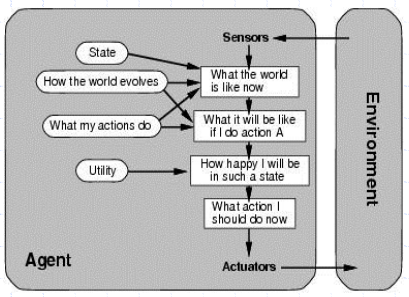 Sensors
State
How the world evolves
What my actions do
Utility
What the world
is like now
What it will be like
if I do action A
How happy I will be
in such a state
What action I
should do now
Agent
Actuators
Environment